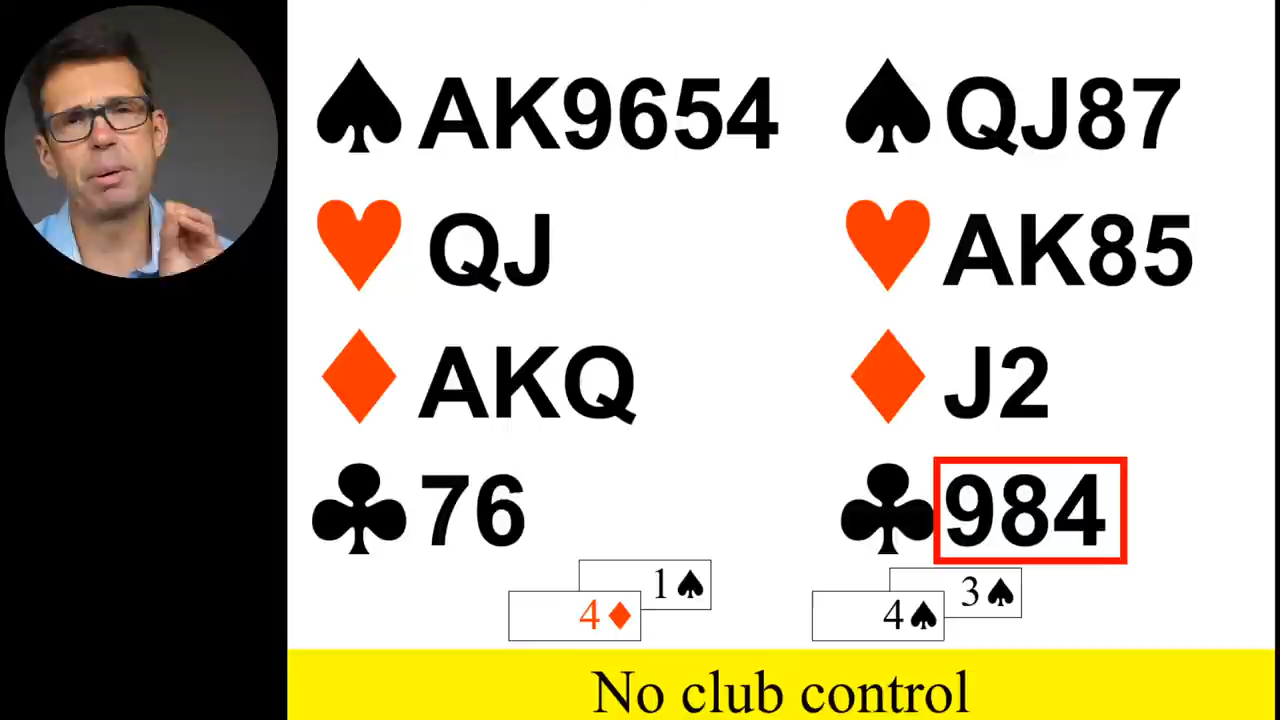 ♠AK9654 ♠QJ87
♥QJ ♥AK85
♦AKQ ♦J2
♣76 ♣984
1♠ 3♠
4♦ 4♠
No club control